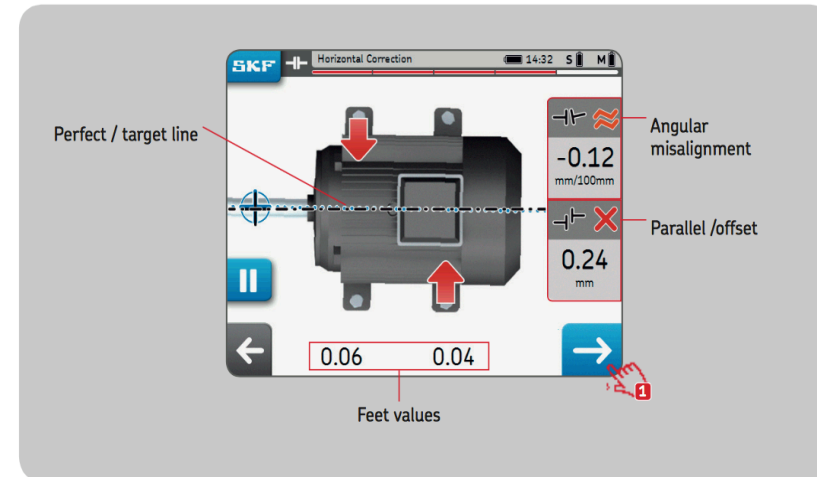 SKF Horizontal Correction 14:32 S M
Perfect / target line
Angular
misalignment
-0.12
mm/100mm
Parallel /offset
0.24
mm
0.06 0.04
1
Feet values